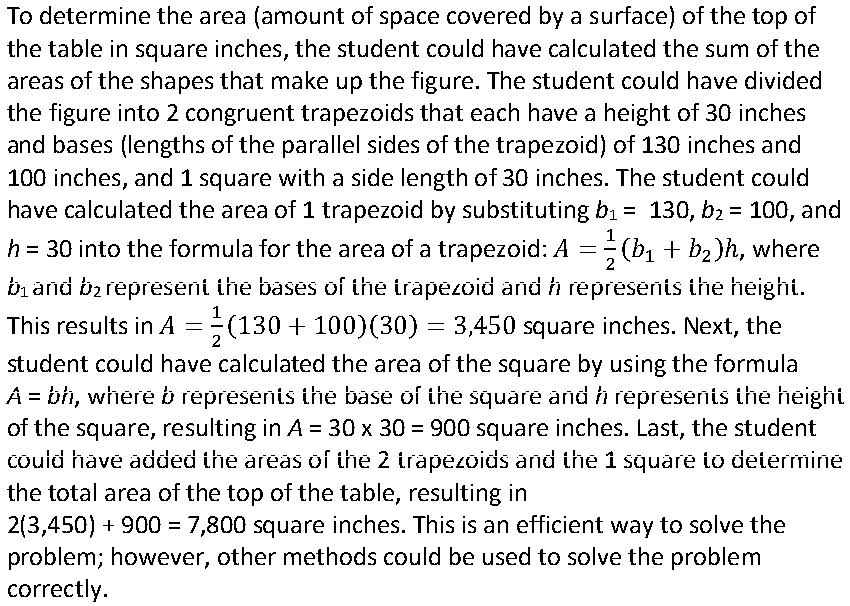 To determine the area (amount of space covered by a surface) of the top of
the table in square inches, the student could have calculated the sum of the
areas of the shapes that make up the figure. The student could have divided
the figure into 2 congruent trapezoids that each have a height of 30 inches
and bases (lengths of the parallel sides of the trapezoid) of 130 inches and
100 inches, and 1 square with a side length of 30 inches. The student could
have calculated the area of 1 trapezoid by substituting b₁ = 130, b₂ = 100, and
h = 30 into the formula for the area of a trapezoid: A = ½(b₁ + b₂)h, where
b₁ and b₂ represent the bases of the trapezoid and h represents the height.
This results in A = ½(130 + 100)(30) = 3,450 square inches. Next, the
student could have calculated the area of the square by using the formula
A = bh, where b represents the base of the square and h represents the height
of the square, resulting in A = 30 x 30 = 900 square inches. Last, the student
could have added the areas of the 2 trapezoids and the 1 square to determine
the total area of the top of the table, resulting in
2(3,450) + 900 = 7,800 square inches. This is an efficient way to solve the
problem; however, other methods could be used to solve the problem
correctly.